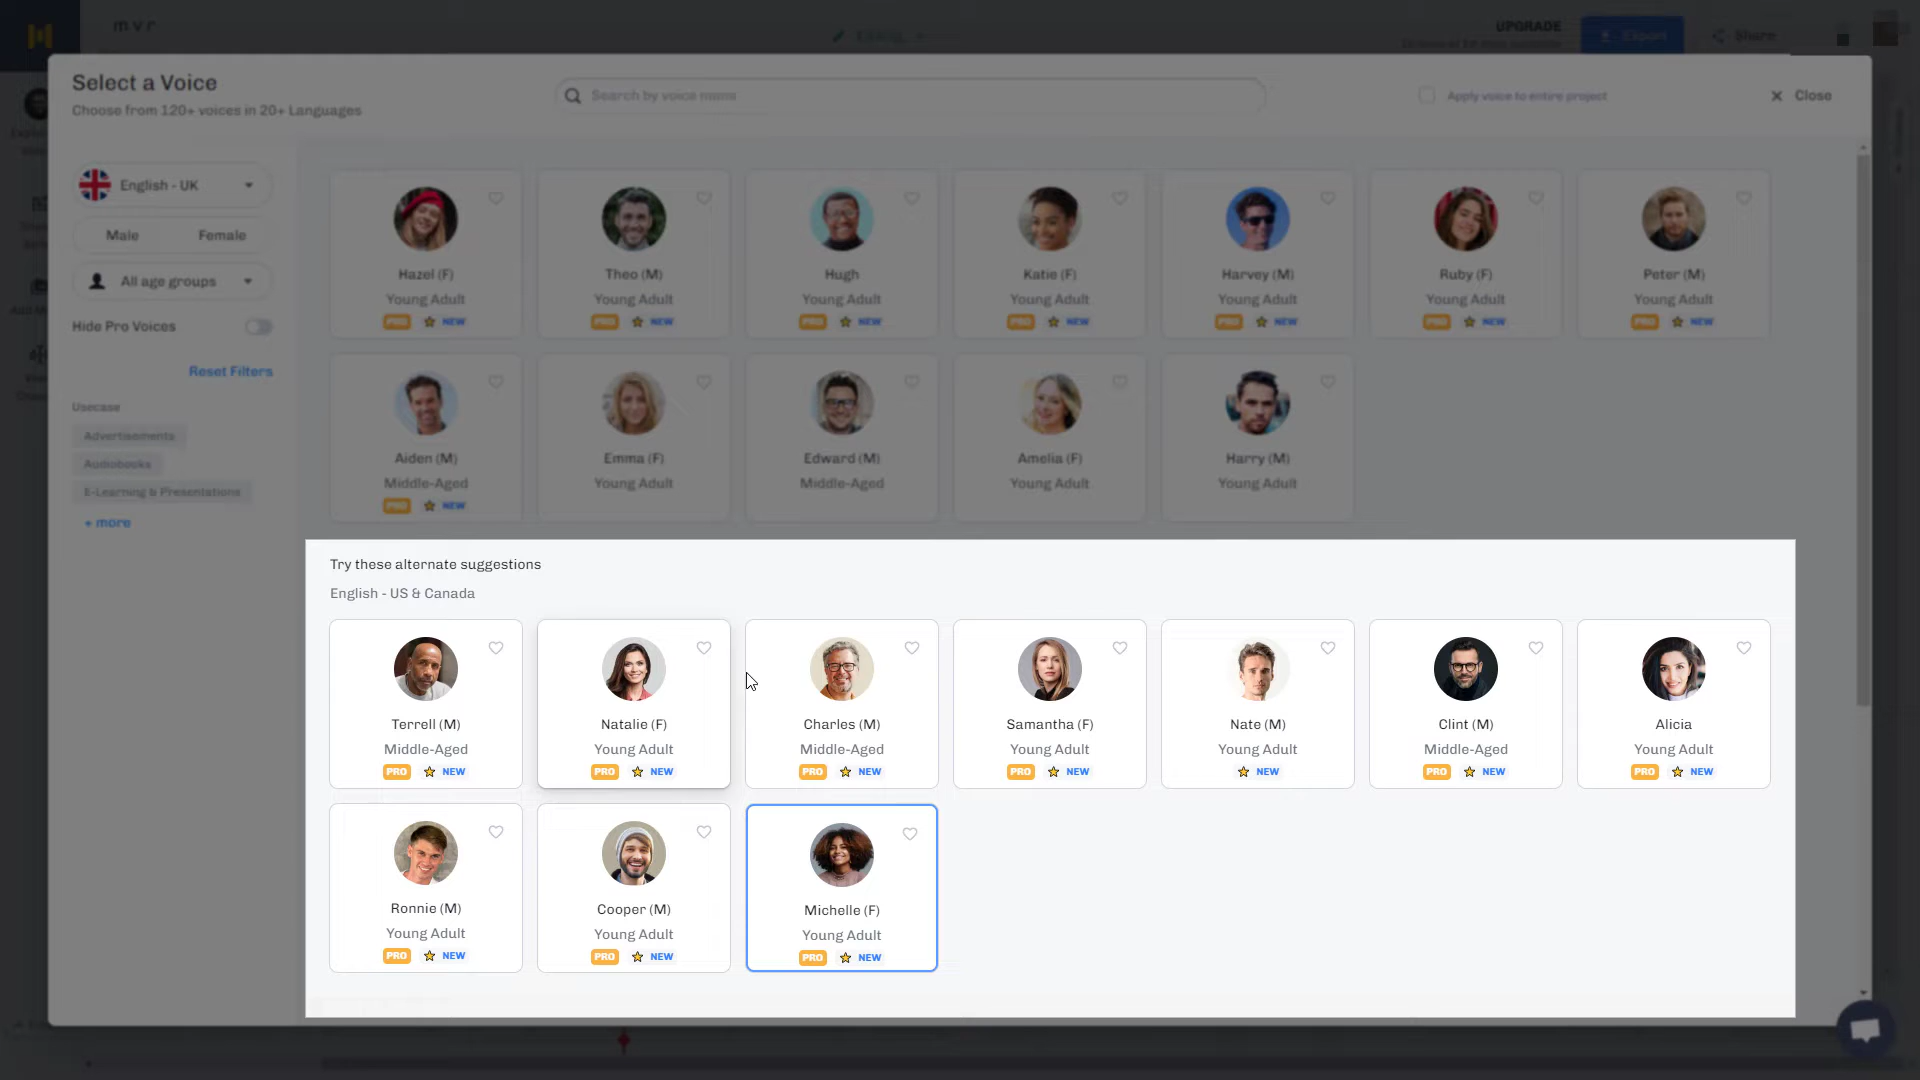 m v r
UPGRADE
Export
Share
Select a Voice
Choose from 120+ voices in 20+ Languages
Search by voice name
Apply voice to entire project
Close
English - UK
Male Female
All age groups
Hide Pro Voices
Reset Filters
Usecase
Advertisements
Audiobooks
E-Learning & Presentations
+ more
Hazel (F) Theo (M) Hugh Katie (F) Harvey (M) Ruby (F) Peter (M)
Young Adult Young Adult Young Adult Young Adult Young Adult Young Adult Young Adult
PRO NEW PRO NEW PRO NEW PRO NEW PRO NEW PRO NEW PRO NEW
Aiden (M) Emma (F) Edward (M) Amelia (F) Harry (M)
Middle-Aged Young Adult Middle-Aged Young Adult Young Adult
PRO NEW
Try these alternate suggestions
English - US & Canada
Terrell (M) Natalie (F) Charles (M) Samantha (F) Nate (M) Clint (M) Alicia
Middle-Aged Young Adult Middle-Aged Young Adult Young Adult Middle-Aged Young Adult
PRO NEW PRO NEW PRO NEW PRO NEW NEW PRO NEW PRO NEW
Ronnie (M) Cooper (M) Michelle (F)
Young Adult Young Adult Young Adult
PRO NEW PRO NEW PRO NEW